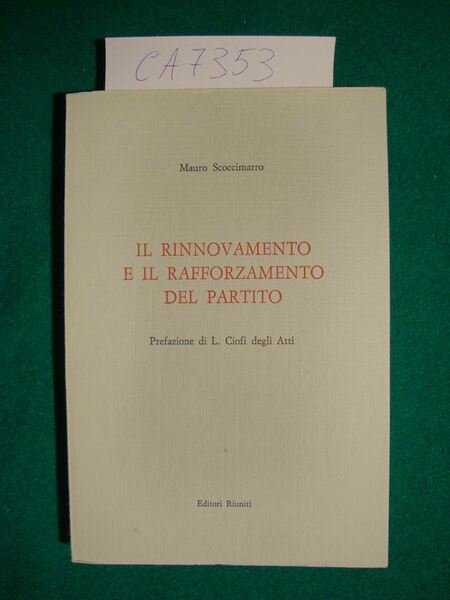 CA7353
Mauro Scoccimarro
IL RINNOVAMENTO
E IL RAFFORZAMENTO
DEL PARTITO
Prefazione di L. Ciofi degli Atti
Editori Riuniti